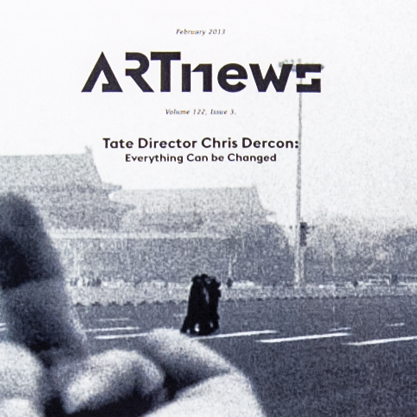 February 2013
ARTnews
Volume 122, Issue 3.
Tate Director Chris Dercon:
Everything Can be Changed